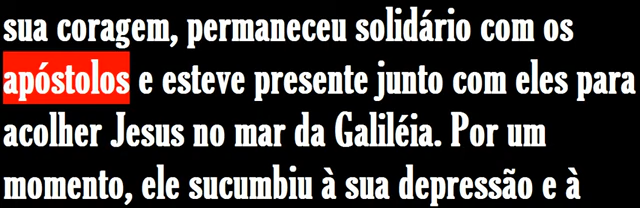 sua coragem, permaneceu solidário com os
apóstolos e esteve presente junto com eles para
acolher Jesus no mar da Galiléia. Por um
momento, ele sucumbiu à sua depressão e à